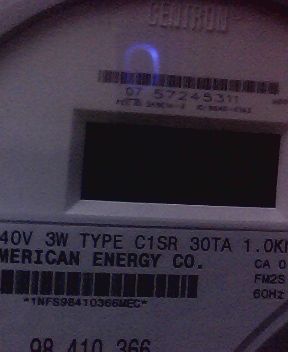 CENTRON
07 57245311
40V 3W TYPE C1SR 30TA 1.0K
MERICAN ENERGY CO.
CA 0
FM2S
60Hz
*1NFS98410366MEC*
98 410 366